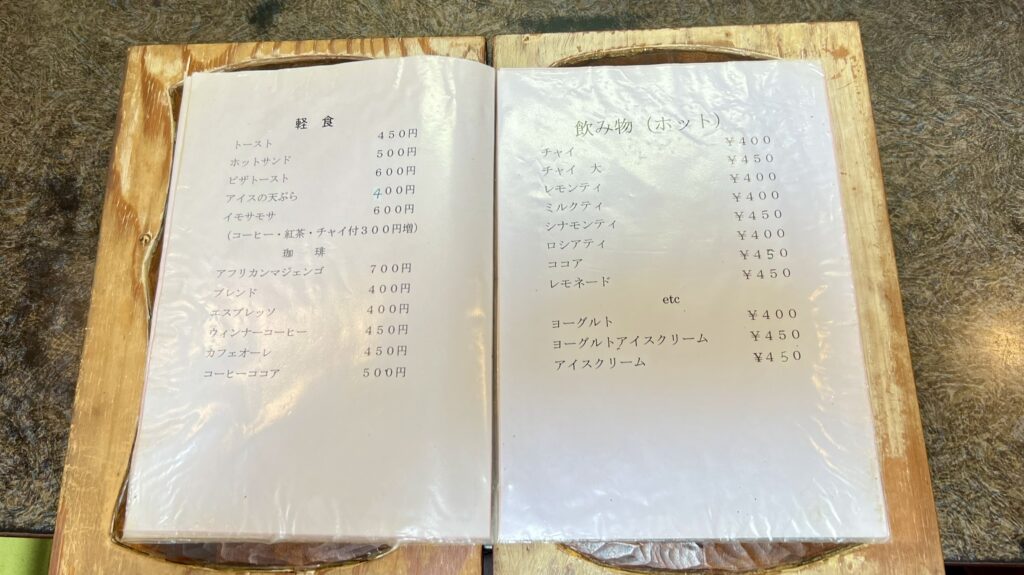 軽 食
トースト 450円
ホットサンド 500円
ピザトースト 600円
アイスの天ぷら 400円
イモサモサ 600円
(コーヒー・紅茶・チャイ付300円増)
珈 琲
アフリカンマジェンゴ 700円
ブレンド 400円
エスプレッソ 400円
ウィンナーコーヒー 450円
カフェオーレ 450円
コーヒーココア 500円
飲み物（ホット）
チャイ ￥400
チャイ 大 ￥450
レモンティ ￥400
ミルクティ ￥400
シナモンティ ￥450
ロシアティ ￥400
ココア ￥450
レモネード ￥450
etc
ヨーグルト ￥400
ヨーグルトアイスクリーム ￥450
アイスクリーム ￥450